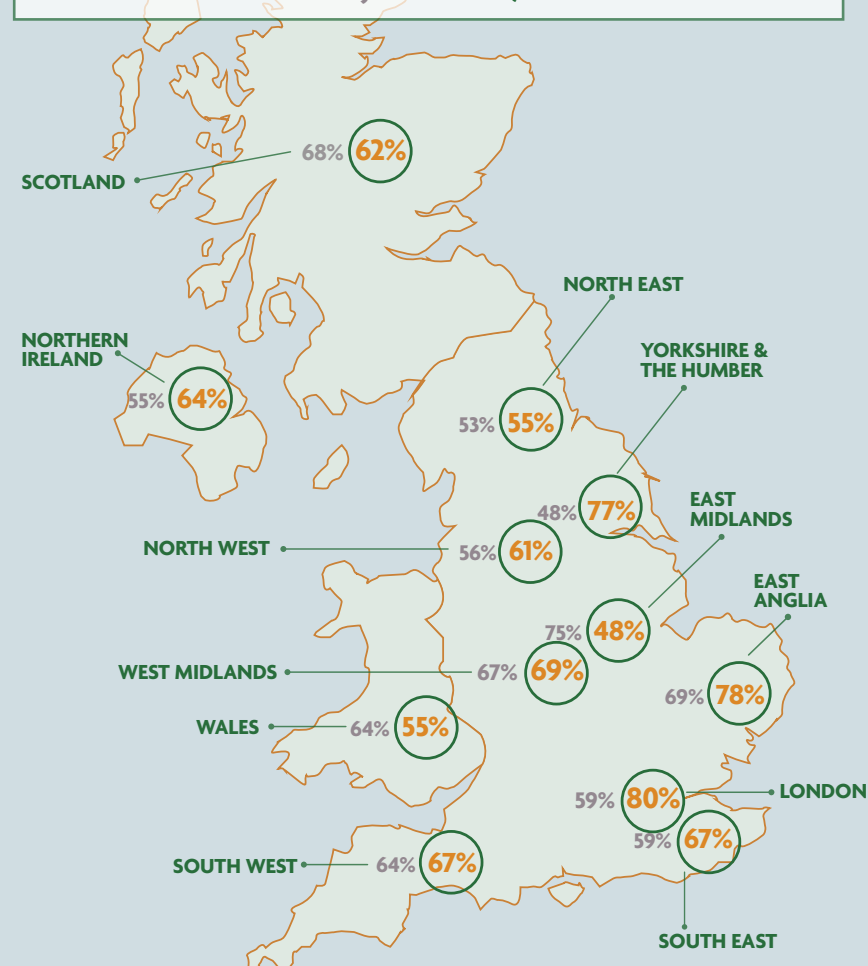 68% 62%
SCOTLAND
NORTH EAST
NORTHERN
IRELAND
55% 64%
YORKSHIRE &
THE HUMBER
53% 55%
48% 77%
EAST
MIDLANDS
NORTH WEST
56% 61%
EAST
ANGLIA
75% 48%
WEST MIDLANDS
67% 69%
69% 78%
WALES
64% 55%
59% 80%
LONDON
59% 67%
SOUTH WEST
64% 67%
SOUTH EAST